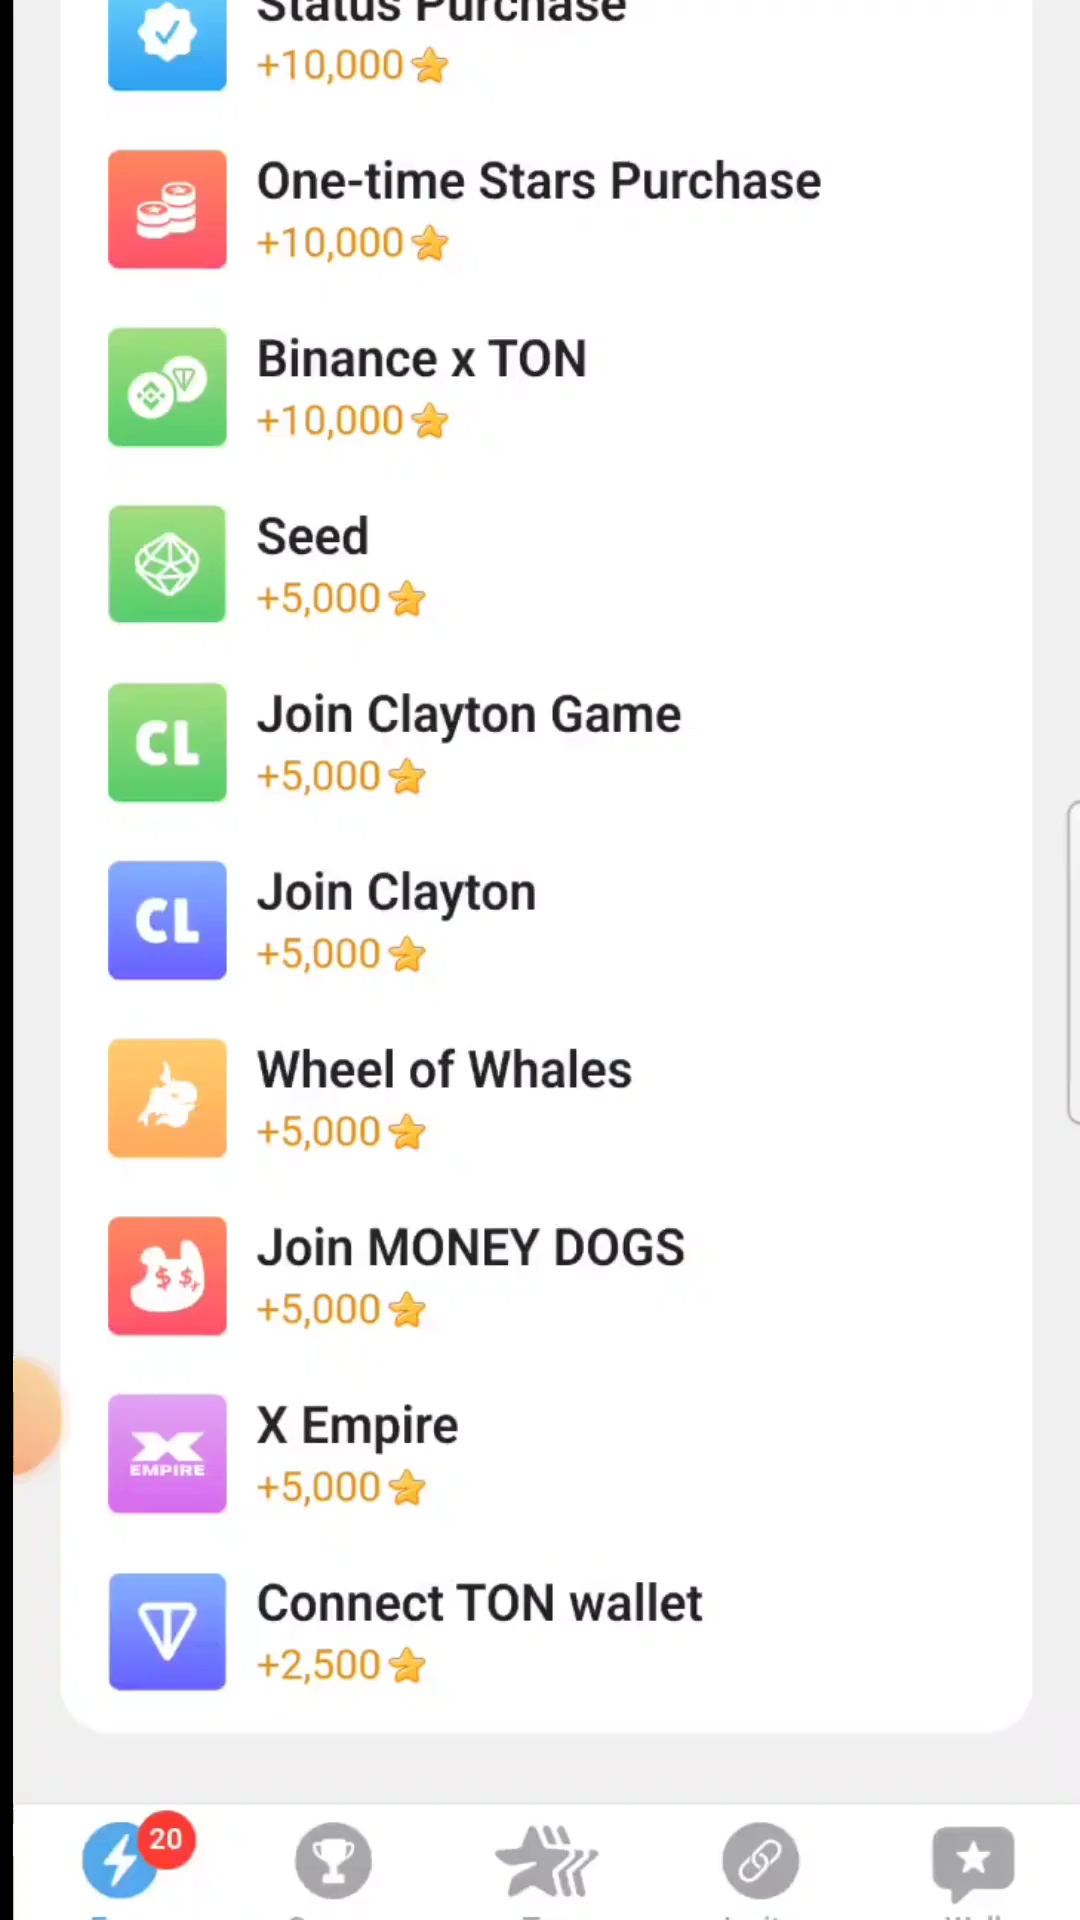 Status Purchase
+10,000
One-time Stars Purchase
+10,000
Binance x TON
+10,000
Seed
+5,000
CL
Join Clayton Game
+5,000
CL
Join Clayton
+5,000
Wheel of Whales
+5,000
$ $
Join MONEY DOGS
+5,000
X EMPIRE
X Empire
+5,000
Connect TON wallet
+2,500
20